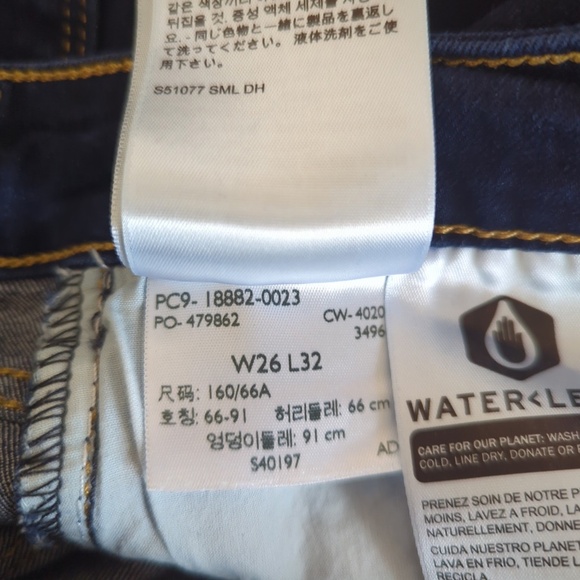 같은 색상끼리
뒤집을 것. 중성 액체 세제를 사용
요. - 同じ色物と一緒に製品を裏返し
て洗ってください。液体洗剤をご使
用下さい。
S51077 SML DH
PC9- 18882-0023
PO- 479862 CW- 4020
3496
W26 L32
尺码: 160/66A
호칭: 66-91 허리둘레: 66 cm
엉덩이둘레: 91 cm
S40197 AD
WATER<LE
CARE FOR OUR PLANET: WASH
COLD, LINE DRY, DONATE OR
PRENEZ SOIN DE NOTRE P
MOINS, LAVEZ A FROID, LA
NATURELLEMENT, DONNE
CUIDA NUESTRO PLANET
LAVA EN FRIO, TIENDE L
RECICLA